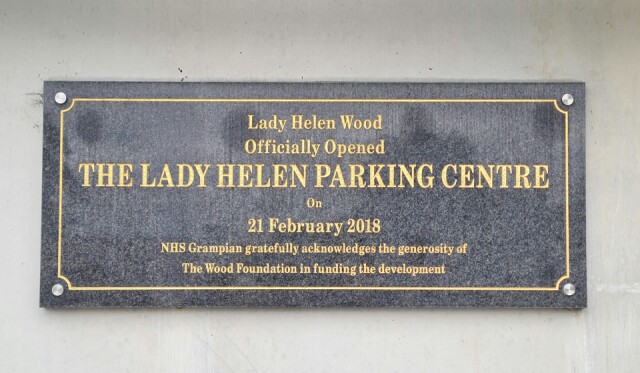 Lady Helen Wood
Officially Opened
THE LADY HELEN PARKING CENTRE
On
21 February 2018
NHS Grampian gratefully acknowledges the generosity of
The Wood Foundation in funding the development